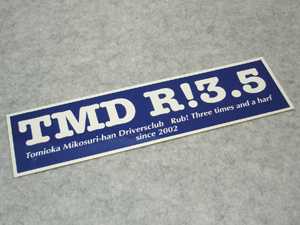 TMD R!3.5
Tomioka Mikosuri-han Driversclub Rub! Three times and a harf
since 2002